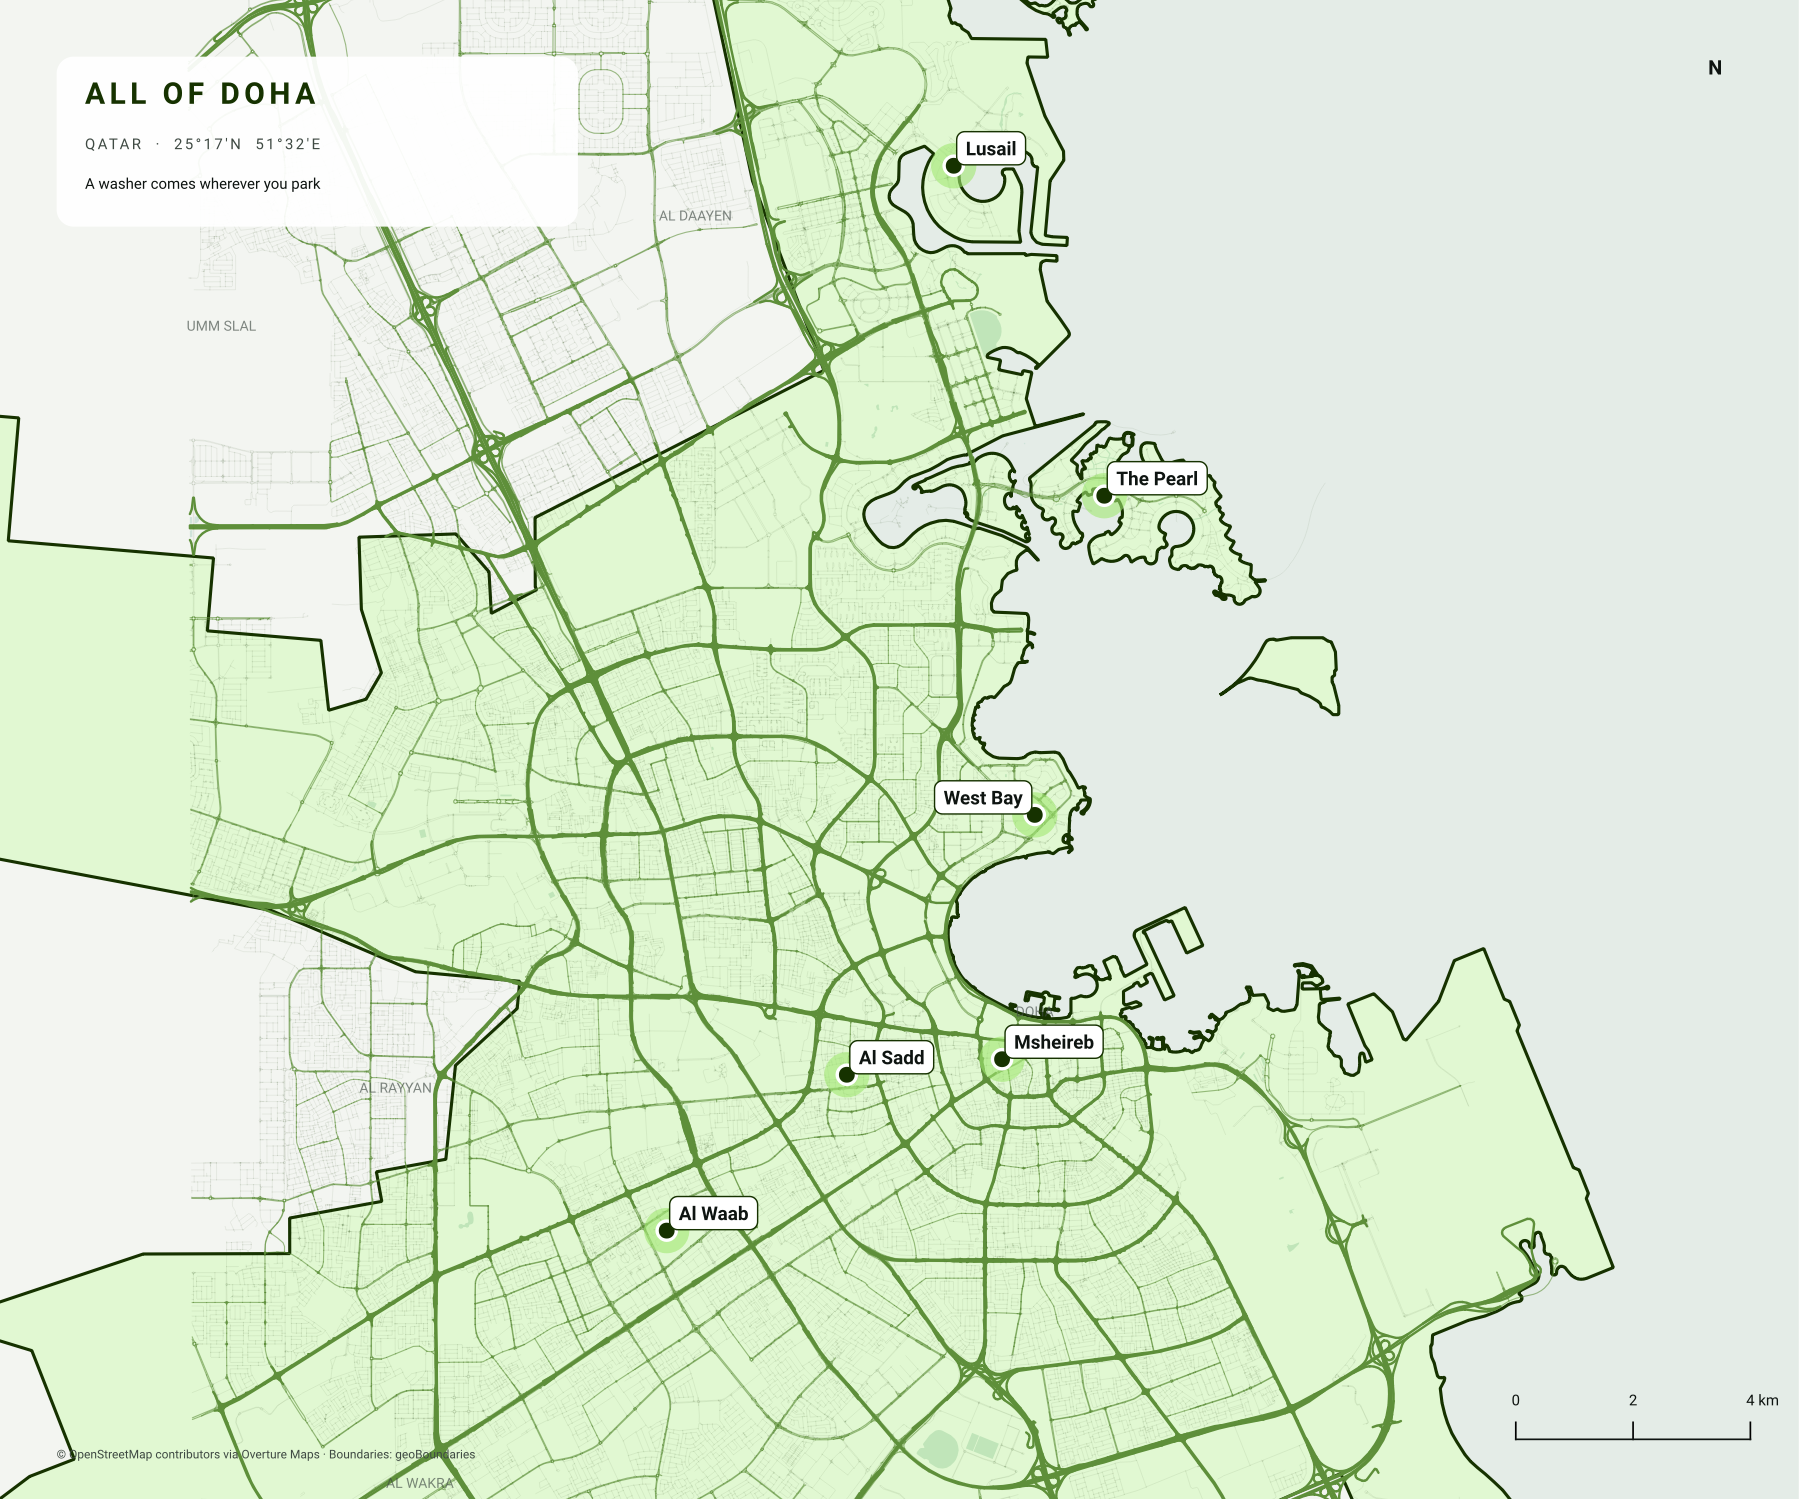 ALL OF DOHA
QATAR · 25°17'N 51°32'E
A washer comes wherever you park
N
Lusail
AL DAAYEN
UMM SLAL
The Pearl
West Bay
DOHA
Msheireb
Al Sadd
AL RAYYAN
Al Waab
0 2 4 km
© OpenStreetMap contributors via Overture Maps · Boundaries: geoBoundaries
AL WAKRA